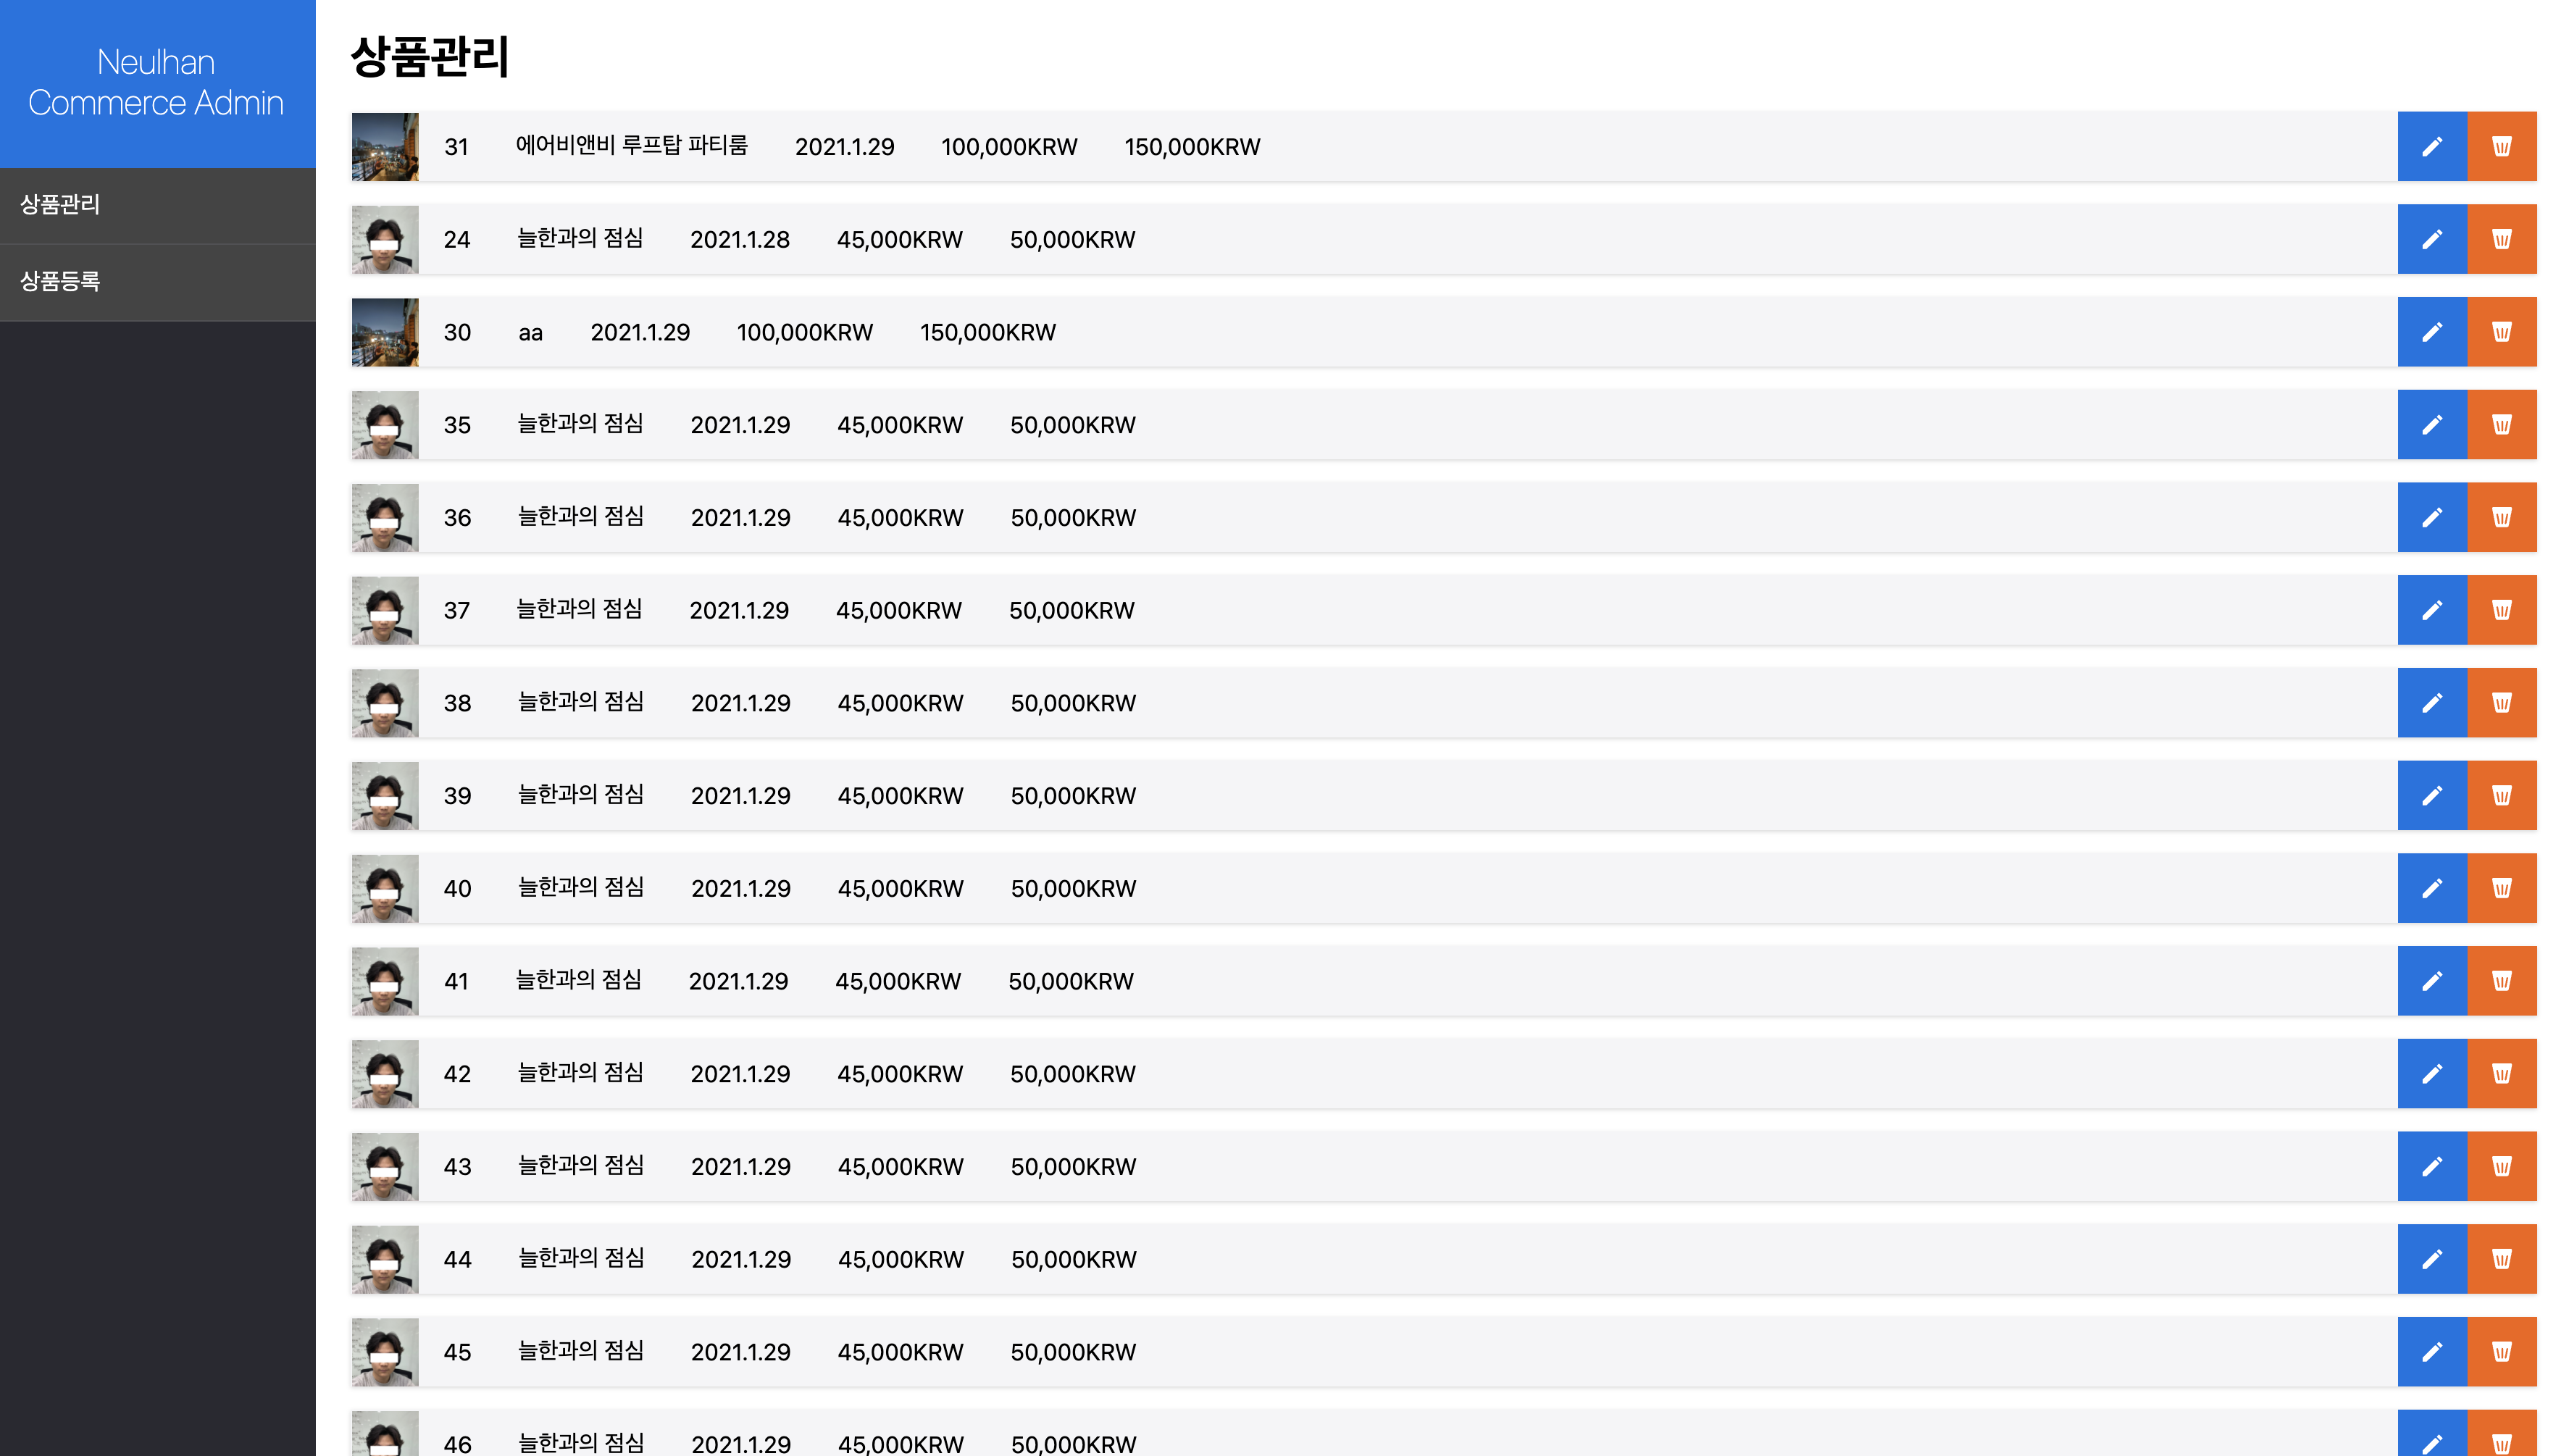 Neulhan
Commerce Admin
상품관리
상품등록
상품관리
31 에어비앤비 루프탑 파티룸 2021.1.29 100,000KRW 150,000KRW
24 늘한과의 점심 2021.1.28 45,000KRW 50,000KRW
30 aa 2021.1.29 100,000KRW 150,000KRW
35 늘한과의 점심 2021.1.29 45,000KRW 50,000KRW
36 늘한과의 점심 2021.1.29 45,000KRW 50,000KRW
37 늘한과의 점심 2021.1.29 45,000KRW 50,000KRW
38 늘한과의 점심 2021.1.29 45,000KRW 50,000KRW
39 늘한과의 점심 2021.1.29 45,000KRW 50,000KRW
40 늘한과의 점심 2021.1.29 45,000KRW 50,000KRW
41 늘한과의 점심 2021.1.29 45,000KRW 50,000KRW
42 늘한과의 점심 2021.1.29 45,000KRW 50,000KRW
43 늘한과의 점심 2021.1.29 45,000KRW 50,000KRW
44 늘한과의 점심 2021.1.29 45,000KRW 50,000KRW
45 늘한과의 점심 2021.1.29 45,000KRW 50,000KRW
46 늘한과의 점심 2021.1.29 45,000KRW 50,000KRW